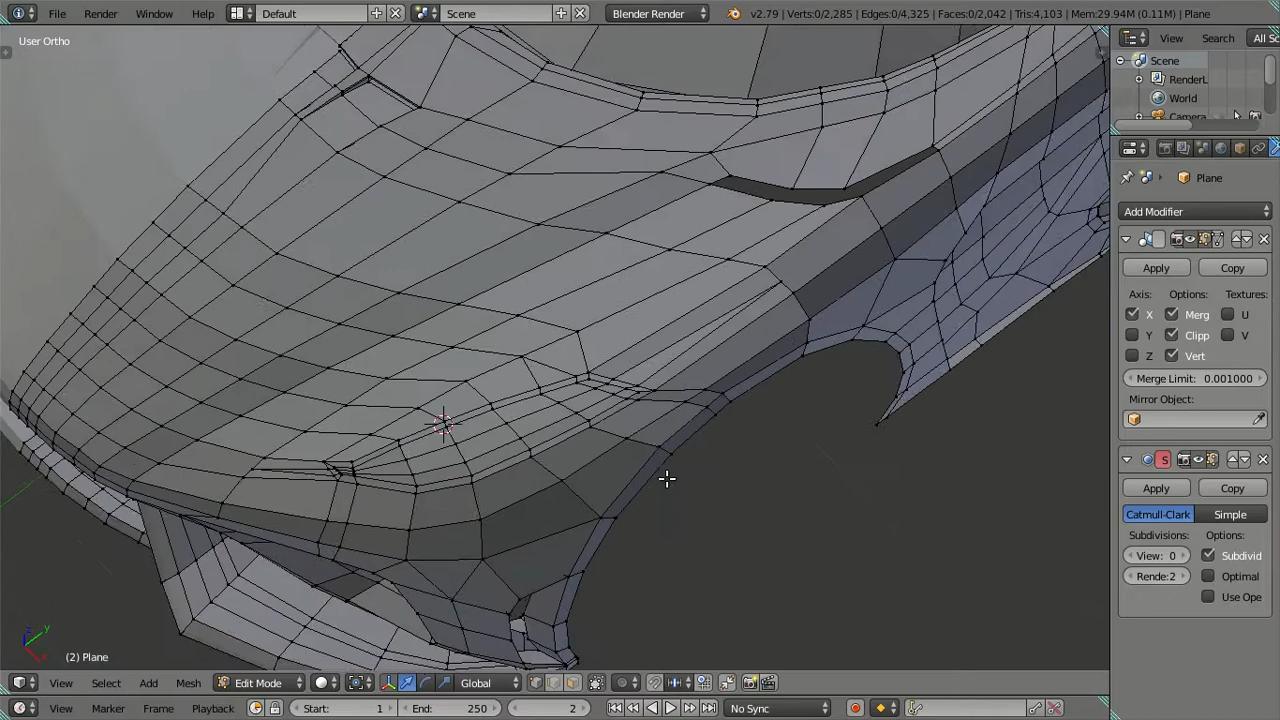 File Render Window Help Default Scene Blender Render v2.79 | Verts:0/2,285 | Edges:0/4,325 | Faces:0/2,042 | Tris:4,103 | Mem:29.94M (0.11M) | Plane
User Ortho
View Search All Sc
Scene
RenderL
World
Camera
Plane
Add Modifier
Apply Copy
Axis: Options: Textures:
X Merg U
Y Clipp V
Z Vert
Merge Limit: 0.001000
Mirror Object:
S
Apply Copy
Catmull-Clark Simple
Subdivisions: Options:
View: 0 Subdivid
Rende:2 Optimal
Use Ope
z y x
(2) Plane
View Select Add Mesh Edit Mode Global
View Marker Frame Playback Start: 1 End: 250 2 No Sync